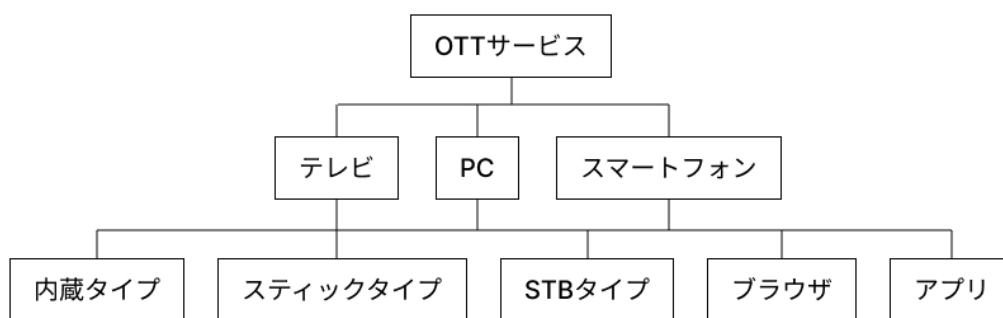 OTTサービス
テレビ
PC
スマートフォン
内蔵タイプ
スティックタイプ
STBタイプ
ブラウザ
アプリ